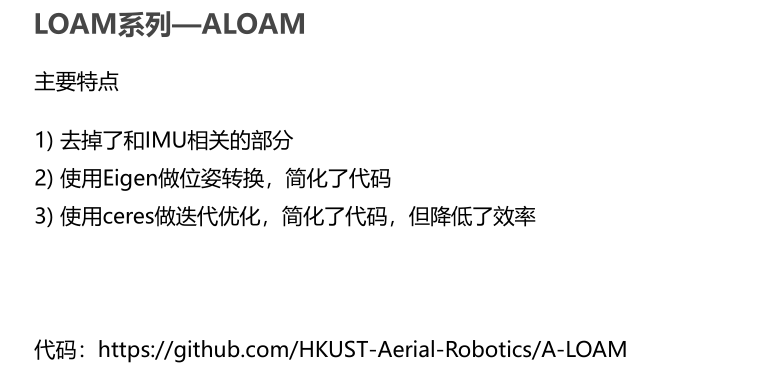 LOAM系列—ALOAM
主要特点
1) 去掉了和IMU相关的部分
2) 使用Eigen做位姿转换，简化了代码
3) 使用ceres做迭代优化，简化了代码，但降低了效率
代码：https://github.com/HKUST-Aerial-Robotics/A-LOAM